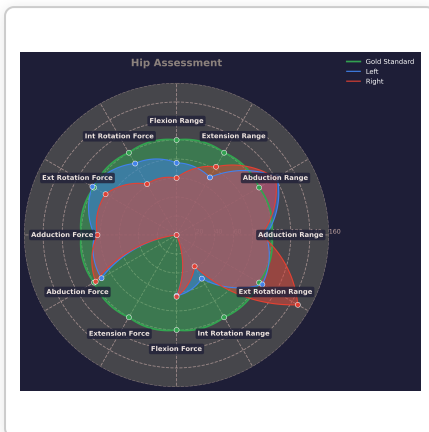 Hip Assessment
Gold Standard
Left
Right
Flexion Range
Int Rotation Force
Extension Range
Ext Rotation Force
Abduction Range
Adduction Force
Adduction Range
160
Abduction Force
Ext Rotation Range
Extension Force
Int Rotation Range
Flexion Force